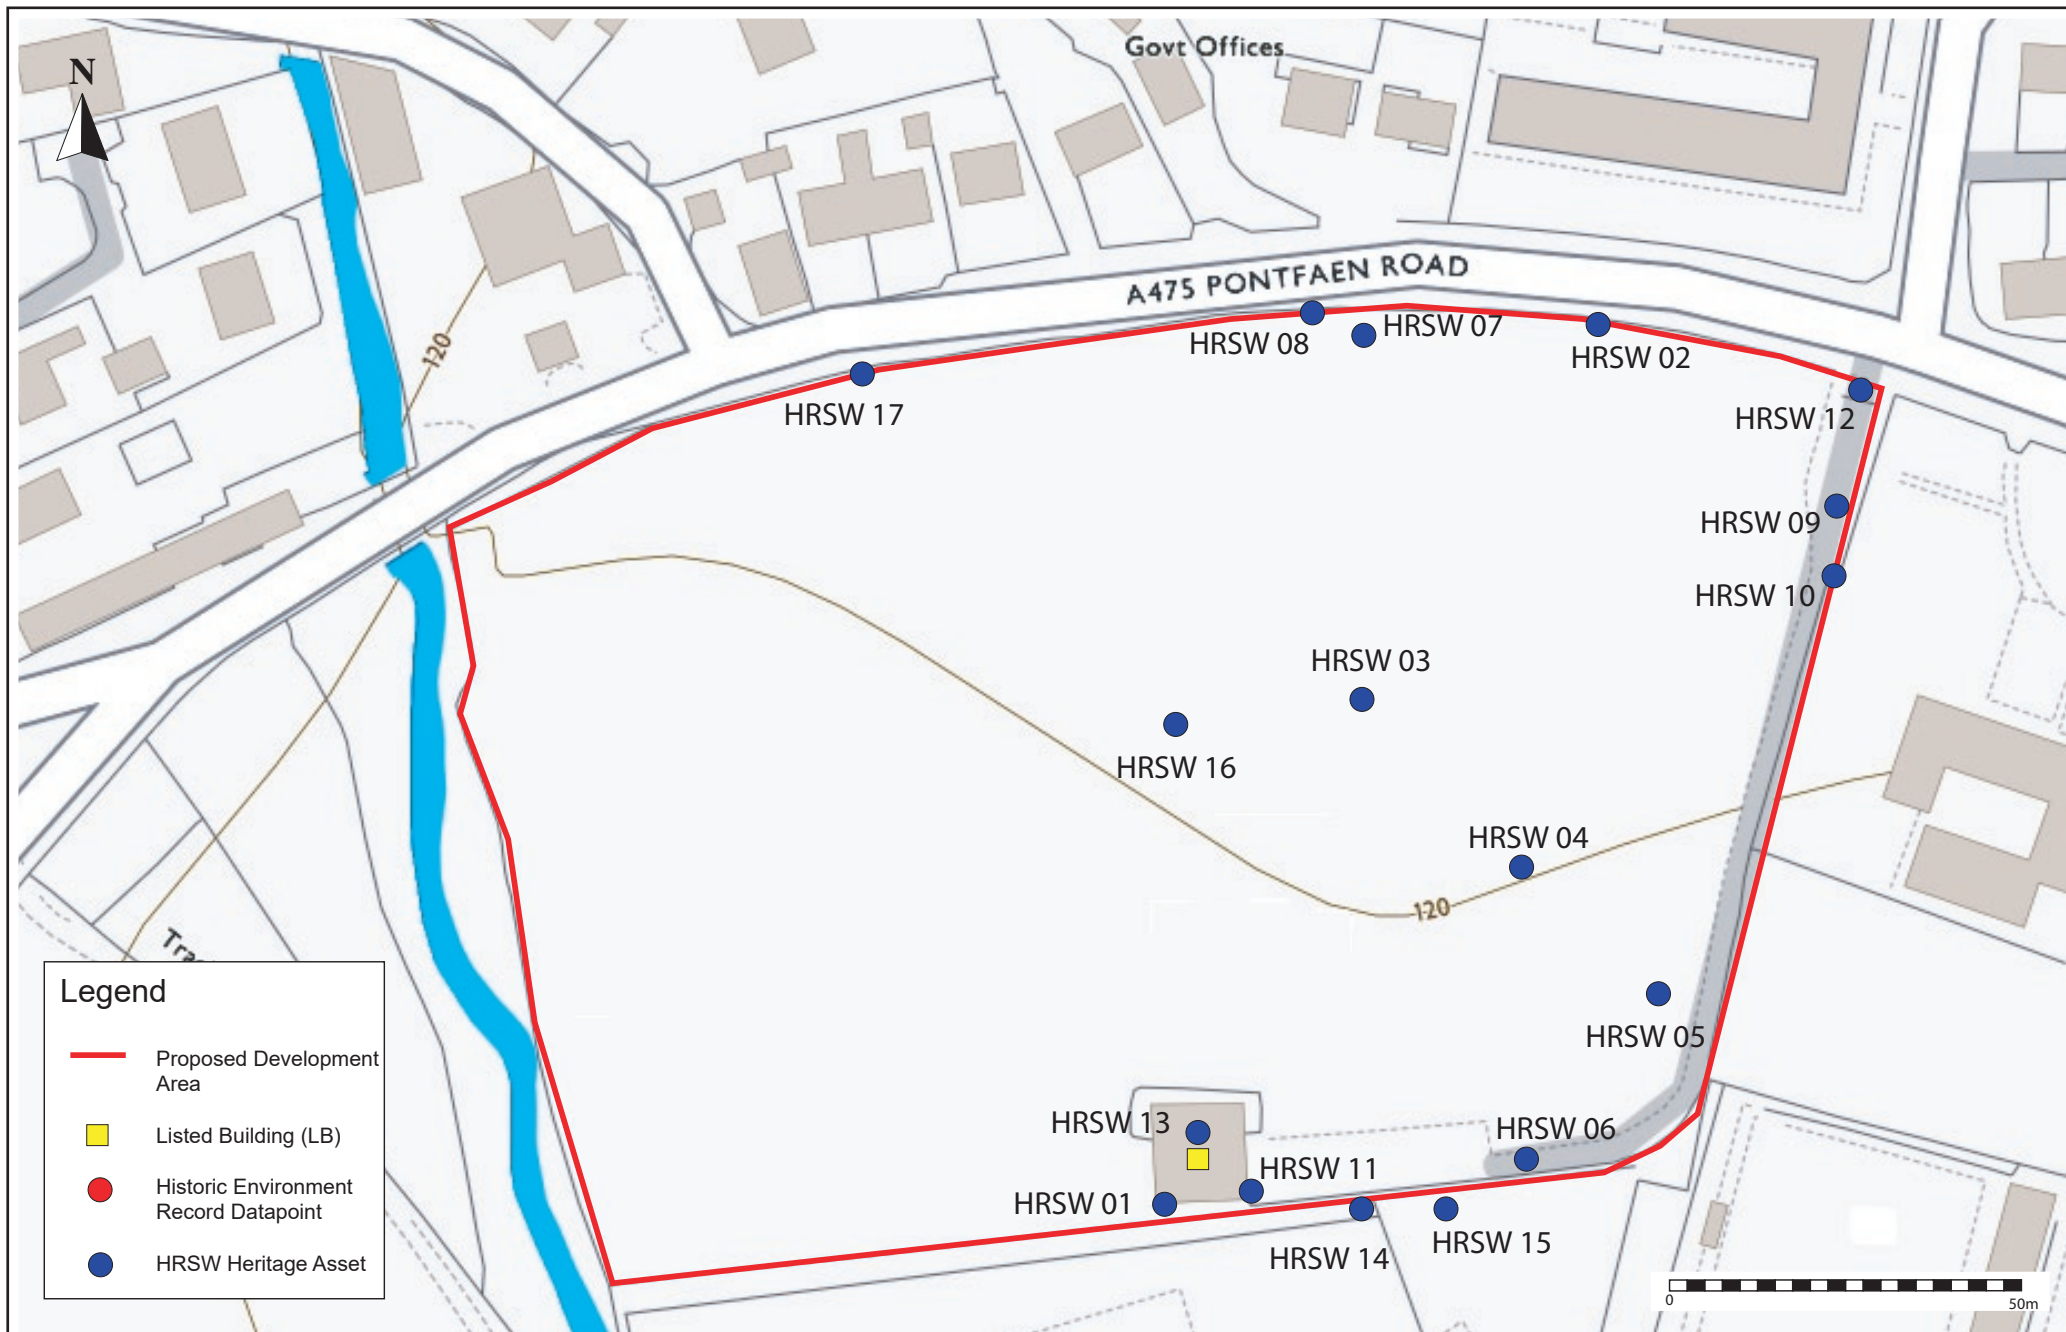 Govt Offices
N
A475 PONTFAEN ROAD
120
HRSW 08
HRSW 07
HRSW 02
HRSW 17
HRSW 12
HRSW 09
HRSW 10
HRSW 03
HRSW 16
HRSW 04
120
HRSW 05
HRSW 13
HRSW 06
HRSW 11
HRSW 01
HRSW 14
HRSW 15
Legend
Proposed Development
Area
Listed Building (LB)
Historic Environment
Record Datapoint
HRSW Heritage Asset
0
50m